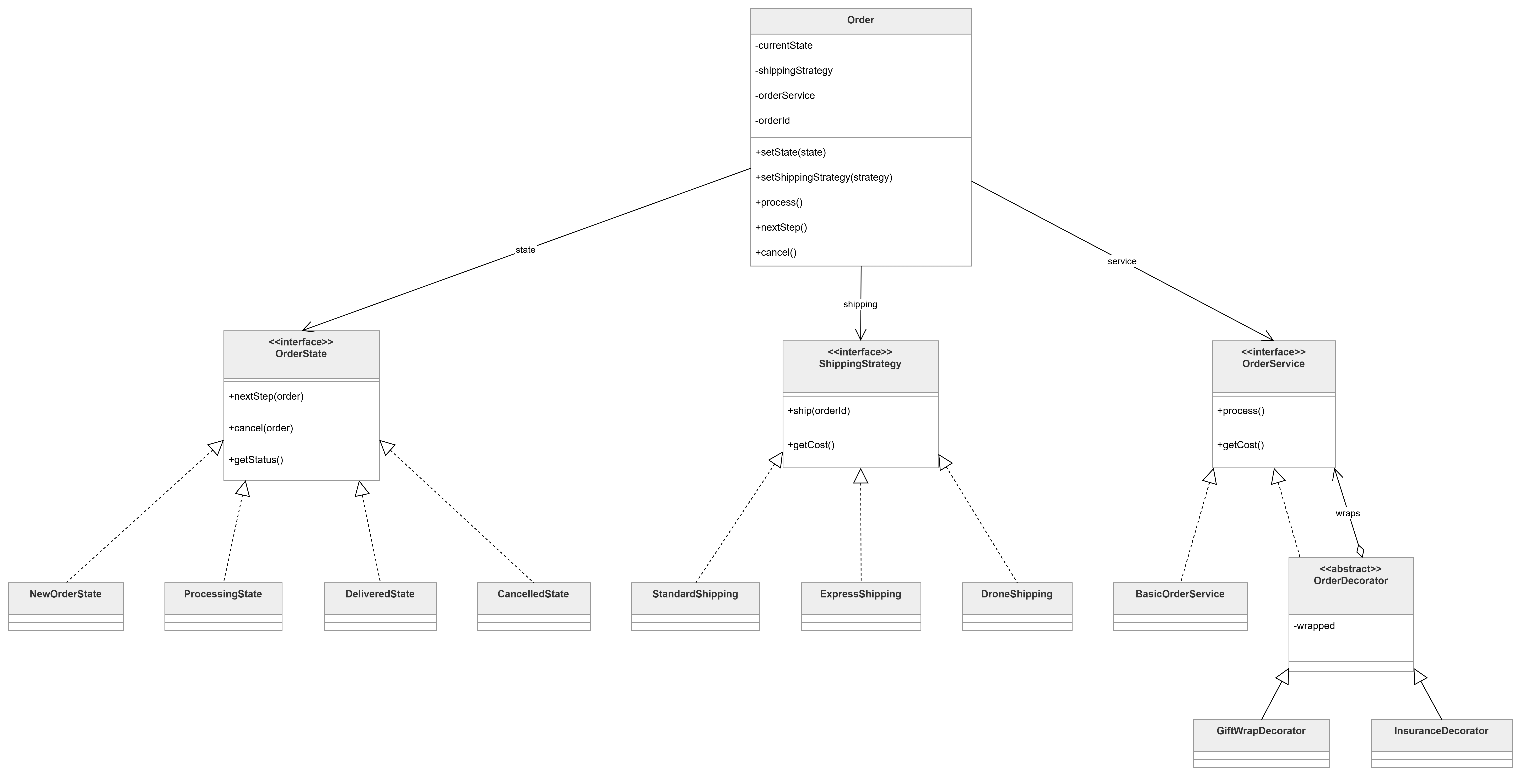 Order
-currentState
-shippingStrategy
-orderService
-orderId
+setState(state)
+setShippingStrategy(strategy)
+process()
+nextStep()
+cancel()
state
shipping
service
<<interface>>
OrderState
+nextStep(order)
+cancel(order)
+getStatus()
<<interface>>
ShippingStrategy
+ship(orderId)
+getCost()
<<interface>>
OrderService
+process()
+getCost()
wraps
NewOrderState
ProcessingState
DeliveredState
CancelledState
StandardShipping
ExpressShipping
DroneShipping
BasicOrderService
<<abstract>>
OrderDecorator
-wrapped
GiftWrapDecorator
InsuranceDecorator